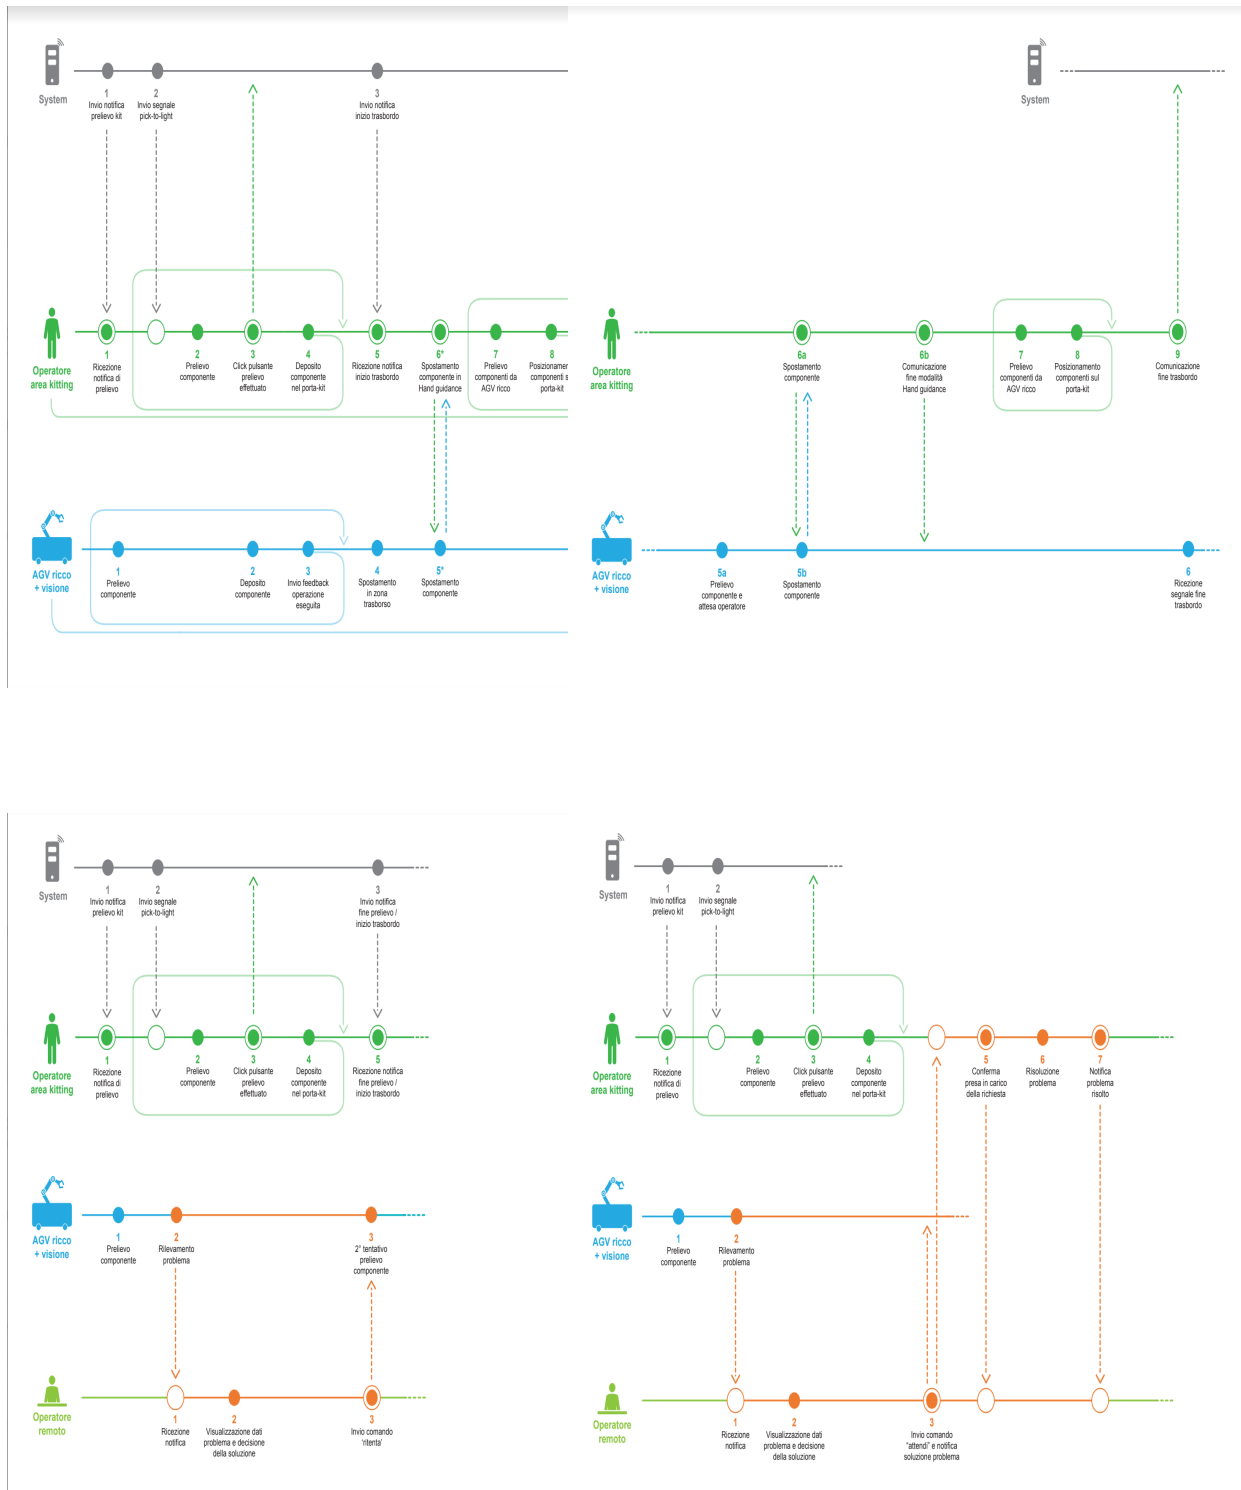 System
1
Invio notifica
prelievo kit
2
Invio segnale
pick-to-light
3
Invio notifica
inizio trasbordo
Operatore
area kitting
1
Ricezione
notifica di
prelievo
2
Prelievo
componente
3
Click pulsante
prelievo
effettuato
4
Deposito
componente
nel porta-kit
5
Ricezione notifica
inizio trasbordo
6*
Spostamento
componente in
Hand guidance
7
Prelievo
componenti da
AGV ricco
8
Posizionamen
componenti s
porta-kit
AGV ricco
+ visione
1
Prelievo
componente
2
Deposito
componente
3
Invio feedback
operazione
eseguita
4
Spostamento
in zona
trasborso
5*
Spostamento
componente
System
Operatore
area kitting
6a
Spostamento
componente
6b
Comunicazione
fine modalità
Hand guidance
7
Prelievo
componenti da
AGV ricco
8
Posizionamento
componenti sul
porta-kit
9
Comunicazione
fine trasbordo
AGV ricco
+ visione
5a
Prelievo
componente e
attesa operatore
5b
Spostamento
componente
6
Ricezione
segnale fine
trasbordo
System
1
Invio notifica
prelievo kit
2
Invio segnale
pick-to-light
3
Invio notifica
fine prelievo /
inizio trasbordo
Operatore
area kitting
1
Ricezione
notifica di
prelievo
2
Prelievo
componente
3
Click pulsante
prelievo
effettuato
4
Deposito
componente
nel porta-kit
5
Ricezione notifica
fine prelievo /
inizio trasbordo
AGV ricco
+ visione
1
Prelievo
componente
2
Rilevamento
problema
3
2° tentativo
prelievo
componente
Operatore
remoto
1
Ricezione
notifica
2
Visualizzazione dati
problema e decisione
della soluzione
3
Invio comando
'ritenta'
System
1
Invio notifica
prelievo kit
2
Invio segnale
pick-to-light
Operatore
area kitting
1
Ricezione
notifica di
prelievo
2
Prelievo
componente
3
Click pulsante
prelievo
effettuato
4
Deposito
componente
nel porta-kit
5
Conferma
presa in carico
della richiesta
6
Risoluzione
problema
7
Notifica
problema
risolto
AGV ricco
+ visione
1
Prelievo
componente
2
Rilevamento
problema
Operatore
remoto
1
Ricezione
notifica
2
Visualizzazione dati
problema e decisione
della soluzione
3
Invio comando
"attendi" e notifica
soluzione problema